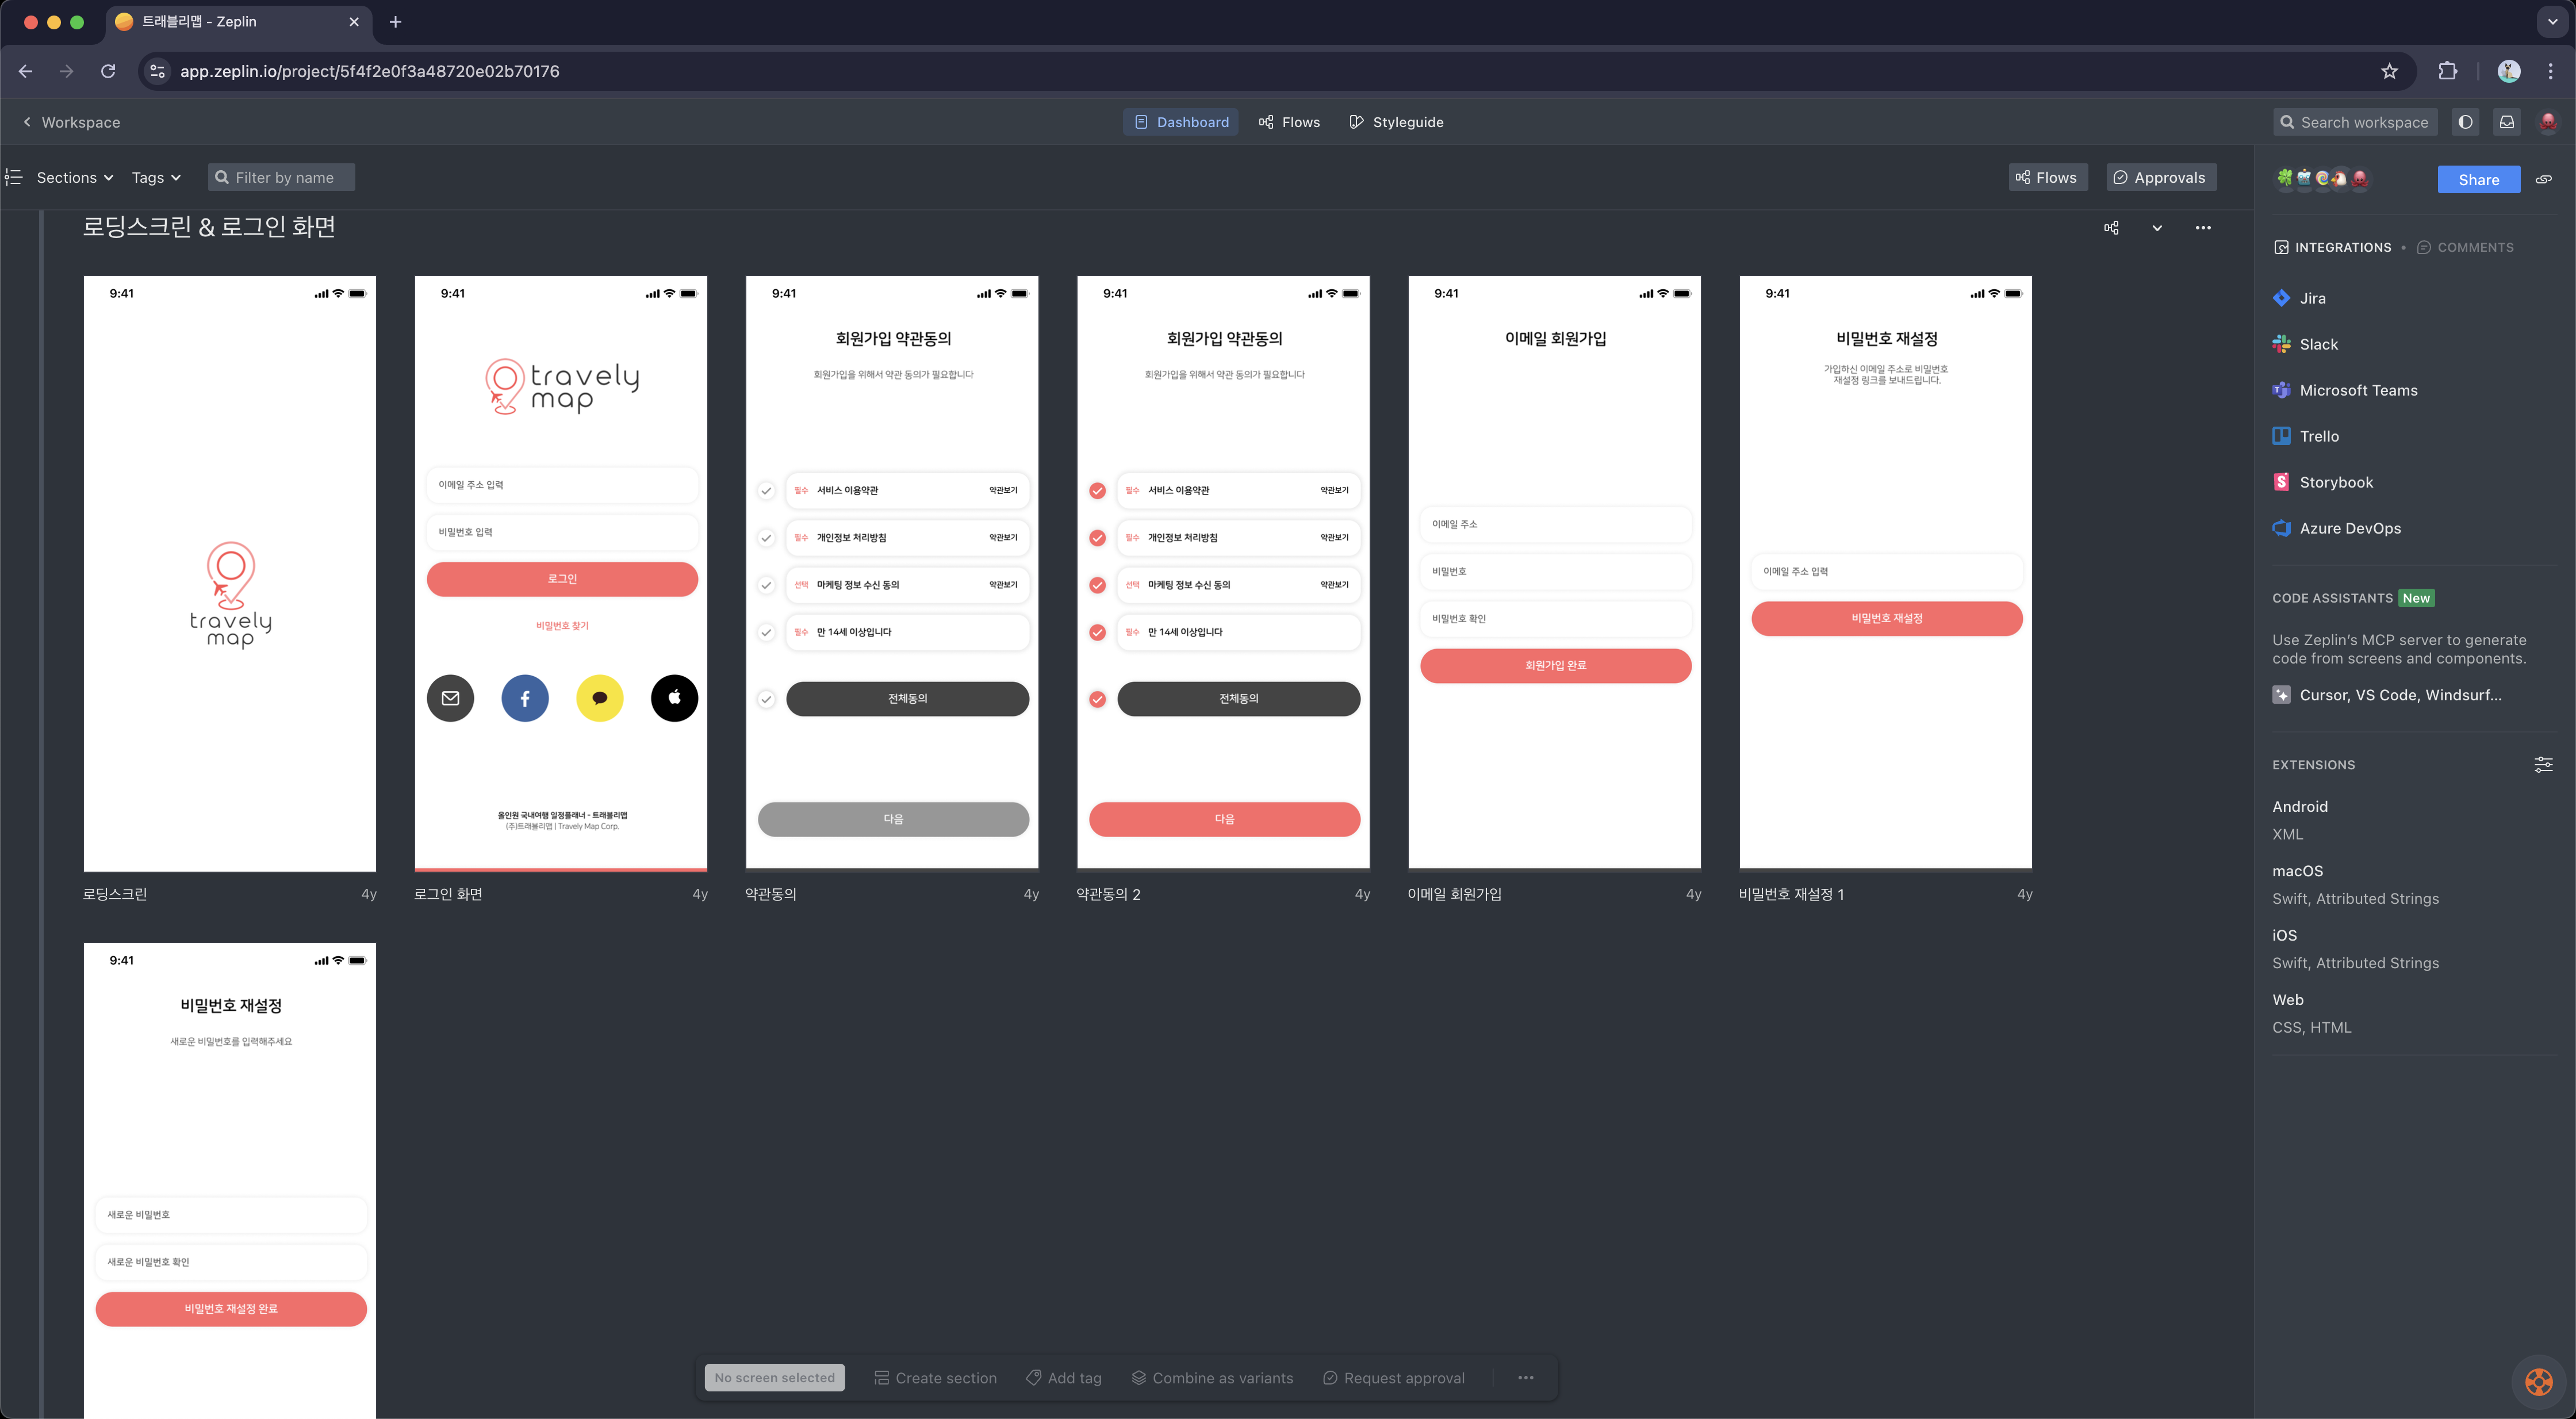 트래블리맵 - Zeplin
app.zeplin.io/project/5f4f2e0f3a48720e02b70176
Workspace
Dashboard
Flows
Styleguide
Search workspace
Sections
Tags
Filter by name
Flows
Approvals
Share
로딩스크린 & 로그인 화면
9:41
travely
map
로딩스크린
4y
9:41
travely
map
이메일 주소 입력
비밀번호 입력
로그인
비밀번호 찾기
올인원 국내여행 일정플래너 - 트래블리맵
(주)트래블리맵 | Travely Map Corp.
로그인 화면
4y
9:41
회원가입 약관동의
회원가입을 위해서 약관 동의가 필요합니다
필수 서비스 이용약관 약관보기
필수 개인정보 처리방침 약관보기
선택 마케팅 정보 수신 동의 약관보기
필수 만 14세 이상입니다
전체동의
다음
약관동의
4y
9:41
회원가입 약관동의
회원가입을 위해서 약관 동의가 필요합니다
필수 서비스 이용약관 약관보기
필수 개인정보 처리방침 약관보기
선택 마케팅 정보 수신 동의 약관보기
필수 만 14세 이상입니다
전체동의
다음
약관동의 2
4y
9:41
이메일 회원가입
이메일 주소
비밀번호
비밀번호 확인
회원가입 완료
이메일 회원가입
4y
9:41
비밀번호 재설정
가입하신 이메일 주소로 비밀번호
재설정 링크를 보내드립니다.
이메일 주소 입력
비밀번호 재설정
비밀번호 재설정 1
4y
9:41
비밀번호 재설정
새로운 비밀번호를 입력해주세요
새로운 비밀번호
새로운 비밀번호 확인
비밀번호 재설정 완료
No screen selected
Create section
Add tag
Combine as variants
Request approval
INTEGRATIONS • COMMENTS
Jira
Slack
Microsoft Teams
Trello
Storybook
Azure DevOps
CODE ASSISTANTS New
Use Zeplin’s MCP server to generate
code from screens and components.
Cursor, VS Code, Windsurf...
EXTENSIONS
Android
XML
macOS
Swift, Attributed Strings
iOS
Swift, Attributed Strings
Web
CSS, HTML